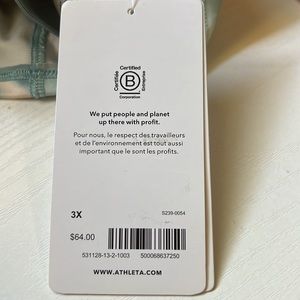 Certified
Certifiée
B
Entreprise
Corporation
We put people and planet
up there with profit.
Pour nous, le respect des travailleurs
et de l'environnement est tout aussi
important que le sont les profits.
3X
S239-0054
$64.00
531128-13-2-1003 500068637250
WWW.ATHLETA.COM